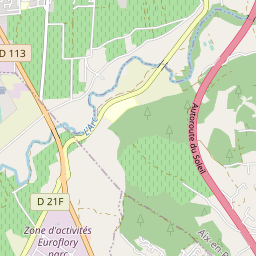 D 113
Autoroute du Soleil
l'Arc
D 21F
Zone d'activités
Euroflory
parc
Aix-en-P